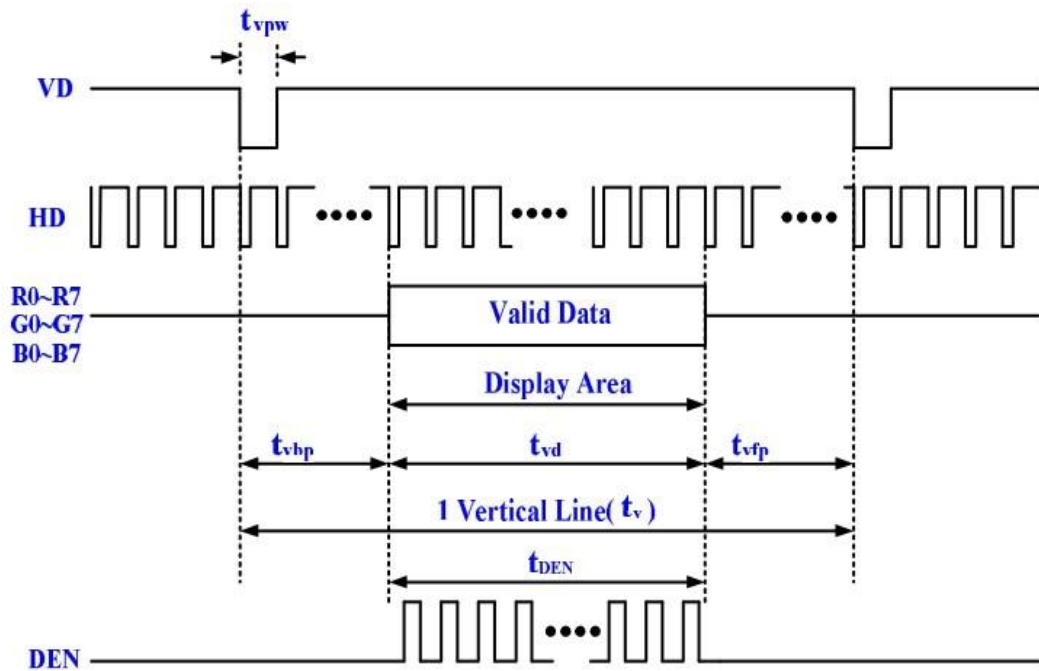 tvpw
VD
HD
R0~R7
G0~G7
B0~B7
Valid Data
Display Area
tvbp
tvd
tvfp
1 Vertical Line( tv )
tDEN
DEN